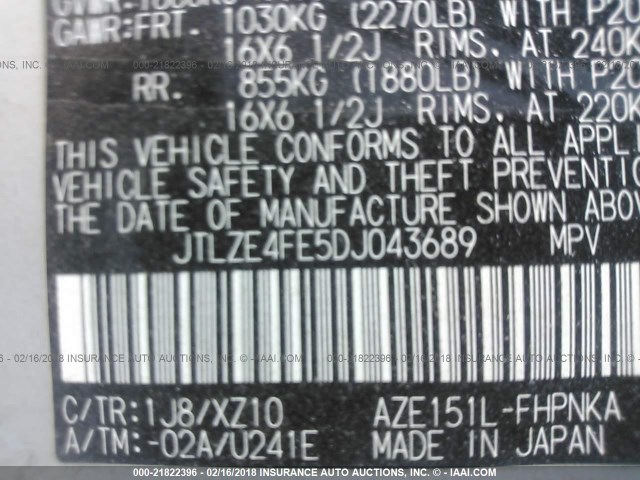 GAWR:FRT. 1030KG (2270LB) WITH P20
16X6 1/2J RIMS, AT 240K
RR. 855KG (1880LB) WITH P20
16X6 1/2J RIMS, AT 220K
THIS VEHICLE CONFORMS TO ALL APPLI
VEHICLE SAFETY AND THEFT PREVENTIO
THE DATE OF MANUFACTURE SHOWN ABO
JTLZE4FE5DJ043689 MPV
C/TR:1J8/XZ10 AZE151L-FHPNKA
A/TM:-02A/U241E MADE IN JAPAN
000-21822396 - 02/16/2018 INSURANCE AUTO AUCTIONS, INC. - © IAAI.COM